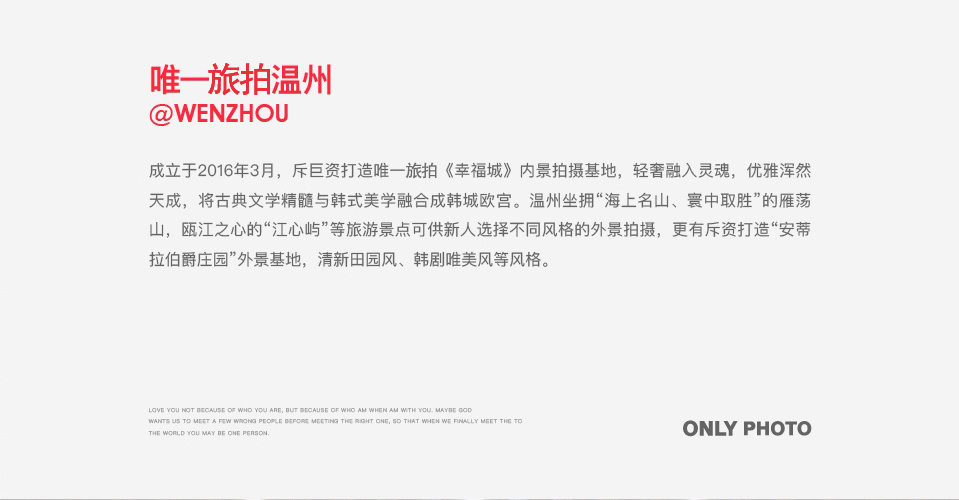 唯一旅拍温州
@WENZHOU
成立于2016年3月，斥巨资打造唯一旅拍《幸福城》内景拍摄基地，轻奢融入灵魂，优雅浑然
天成，将古典文学精髓与韩式美学融合成韩城欧宫。温州坐拥“海上名山、寰中取胜”的雁荡
山，瓯江之心的“江心屿”等旅游景点可供新人选择不同风格的外景拍摄，更有斥资打造“安蒂
拉伯爵庄园”外景基地，清新田园风、韩剧唯美风等风格。
LOVE YOU NOT BECAUSE OF WHO YOU ARE, BUT BECAUSE OF WHO AM WHEN AM WITH YOU. MAYBE GOD
WANTS US TO MEET A FEW WRONG PEOPLE BEFORE MEETING THE RIGHT ONE, SO THAT WHEN WE FINALLY MEET THE TO
THE WORLD YOU MAY BE ONE PERSON.
ONLY PHOTO